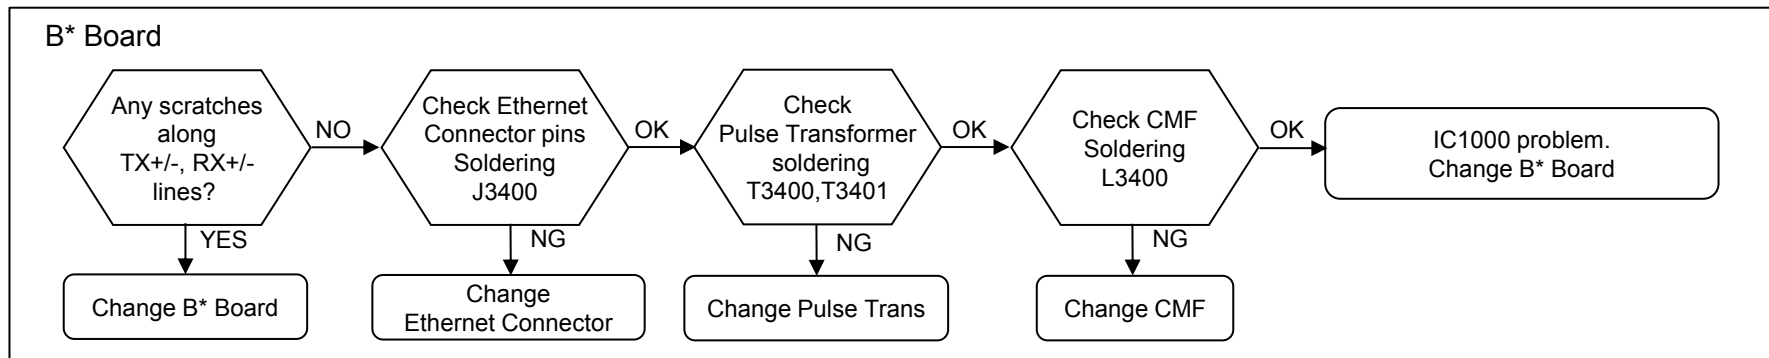 B* Board
Any scratches
along
TX+/-, RX+/-
lines?
NO
YES
Change B* Board
Check Ethernet
Connector pins
Soldering
J3400
OK
NG
Change
Ethernet Connector
Check
Pulse Transformer
soldering
T3400,T3401
OK
NG
Change Pulse Trans
Check CMF
Soldering
L3400
OK
NG
Change CMF
IC1000 problem.
Change B* Board